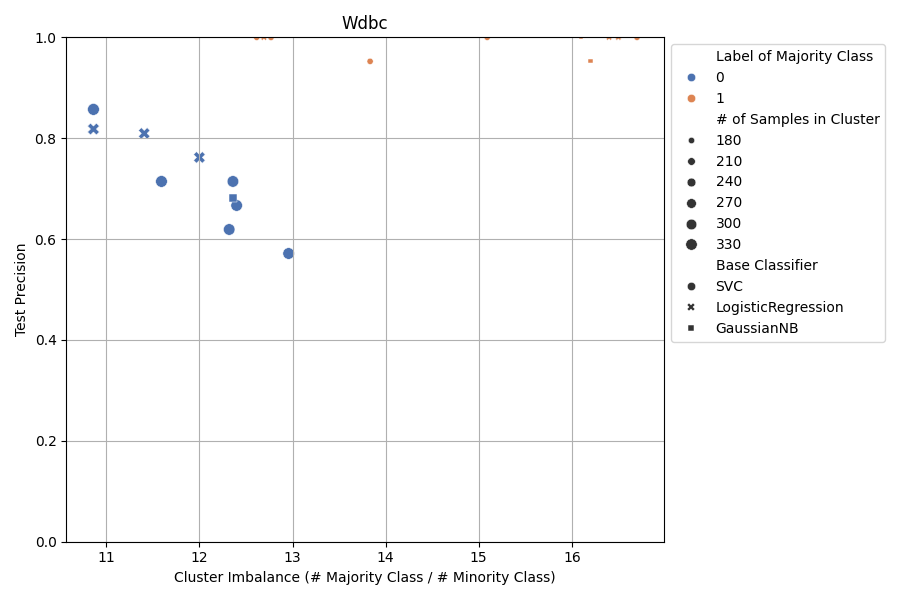 Wdbc
1.0
0.8
0.6
0.4
0.2
0.0
Test Precision
11
12
13
14
15
16
Cluster Imbalance (# Majority Class / # Minority Class)
Label of Majority Class
0
1
# of Samples in Cluster
180
210
240
270
300
330
Base Classifier
SVC
LogisticRegression
GaussianNB